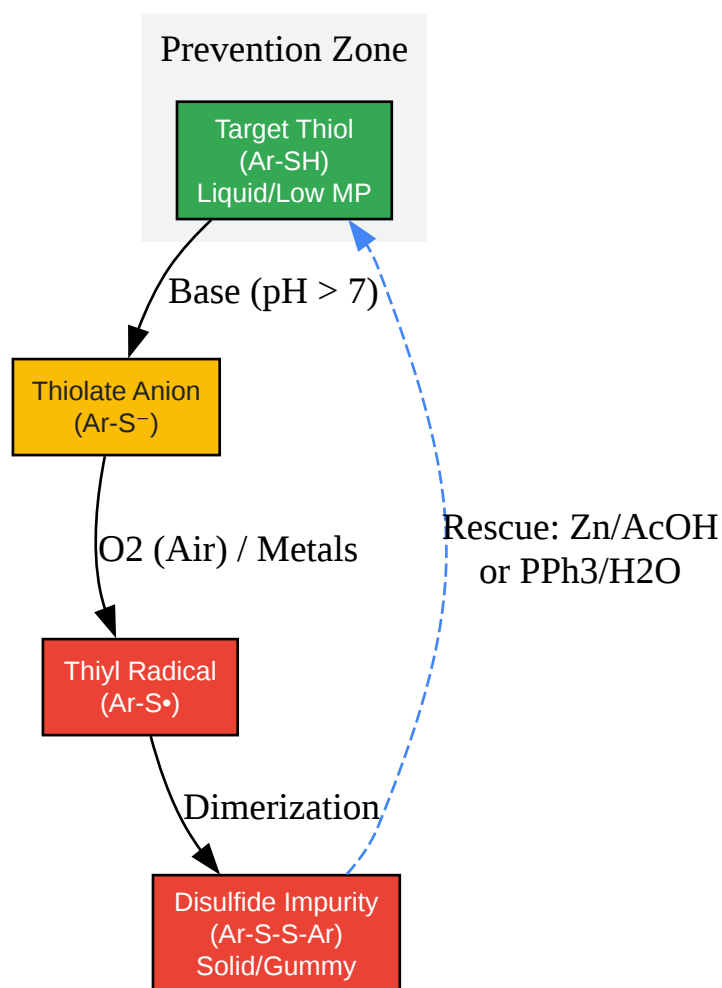 Prevention Zone
Target Thiol
(Ar-SH)
Liquid/Low MP
Base (pH > 7)
Thiolate Anion
(Ar-S⁻)
O2 (Air) / Metals
Rescue: Zn/AcOH
or PPh3/H2O
Thiyl Radical
(Ar-S•)
Dimerization
Disulfide Impurity
(Ar-S-S-Ar)
Solid/Gummy